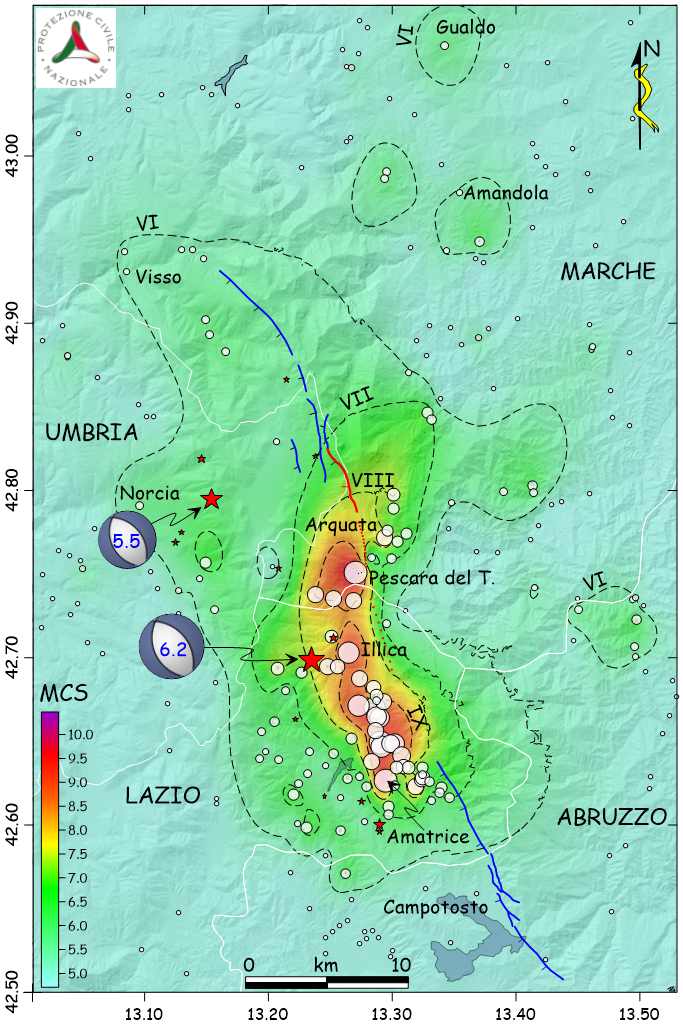 PROTEZIONE CIVILE
NAZIONALE
VI
Gualdo
N
43.00
Amandola
VI
Visso
MARCHE
42.90
VII
UMBRIA
VIII
42.80
Norcia
Arquata
5.5
Pescara del T.
VI
6.2
Illica
42.70
MCS
IX
10.0
9.5
9.0
8.5
8.0
7.5
7.0
6.5
6.0
5.5
5.0
LAZIO
ABRUZZO
42.60
Amatrice
Campotosto
0 km 10
42.50
13.10 13.20 13.30 13.40 13.50